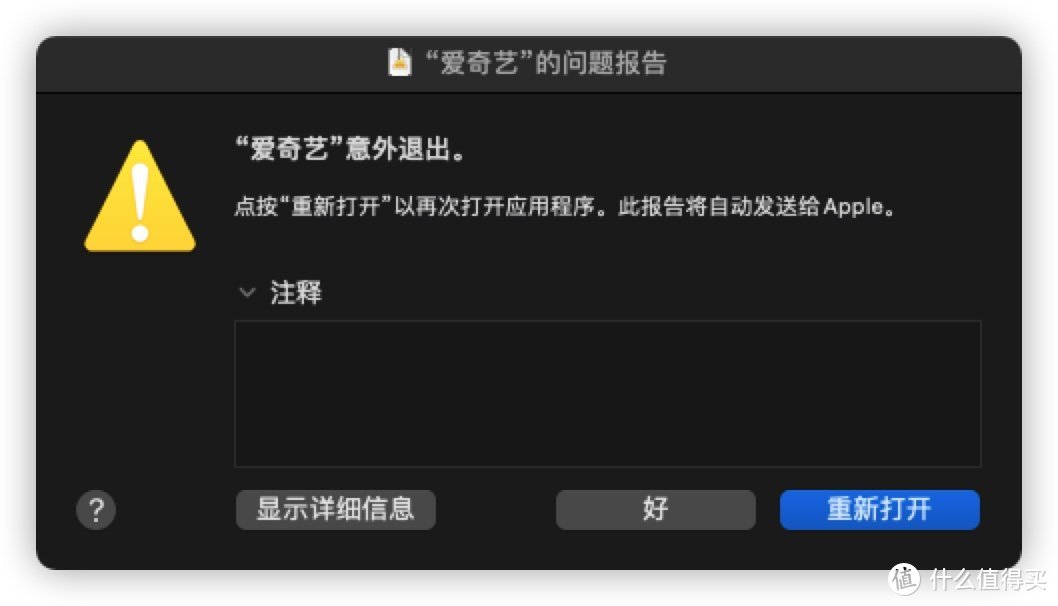 “爱奇艺”的问题报告
“爱奇艺”意外退出。
点按“重新打开”以再次打开应用程序。此报告将自动发送给Apple。
注释
?
显示详细信息
好
重新打开
值 什么值得买